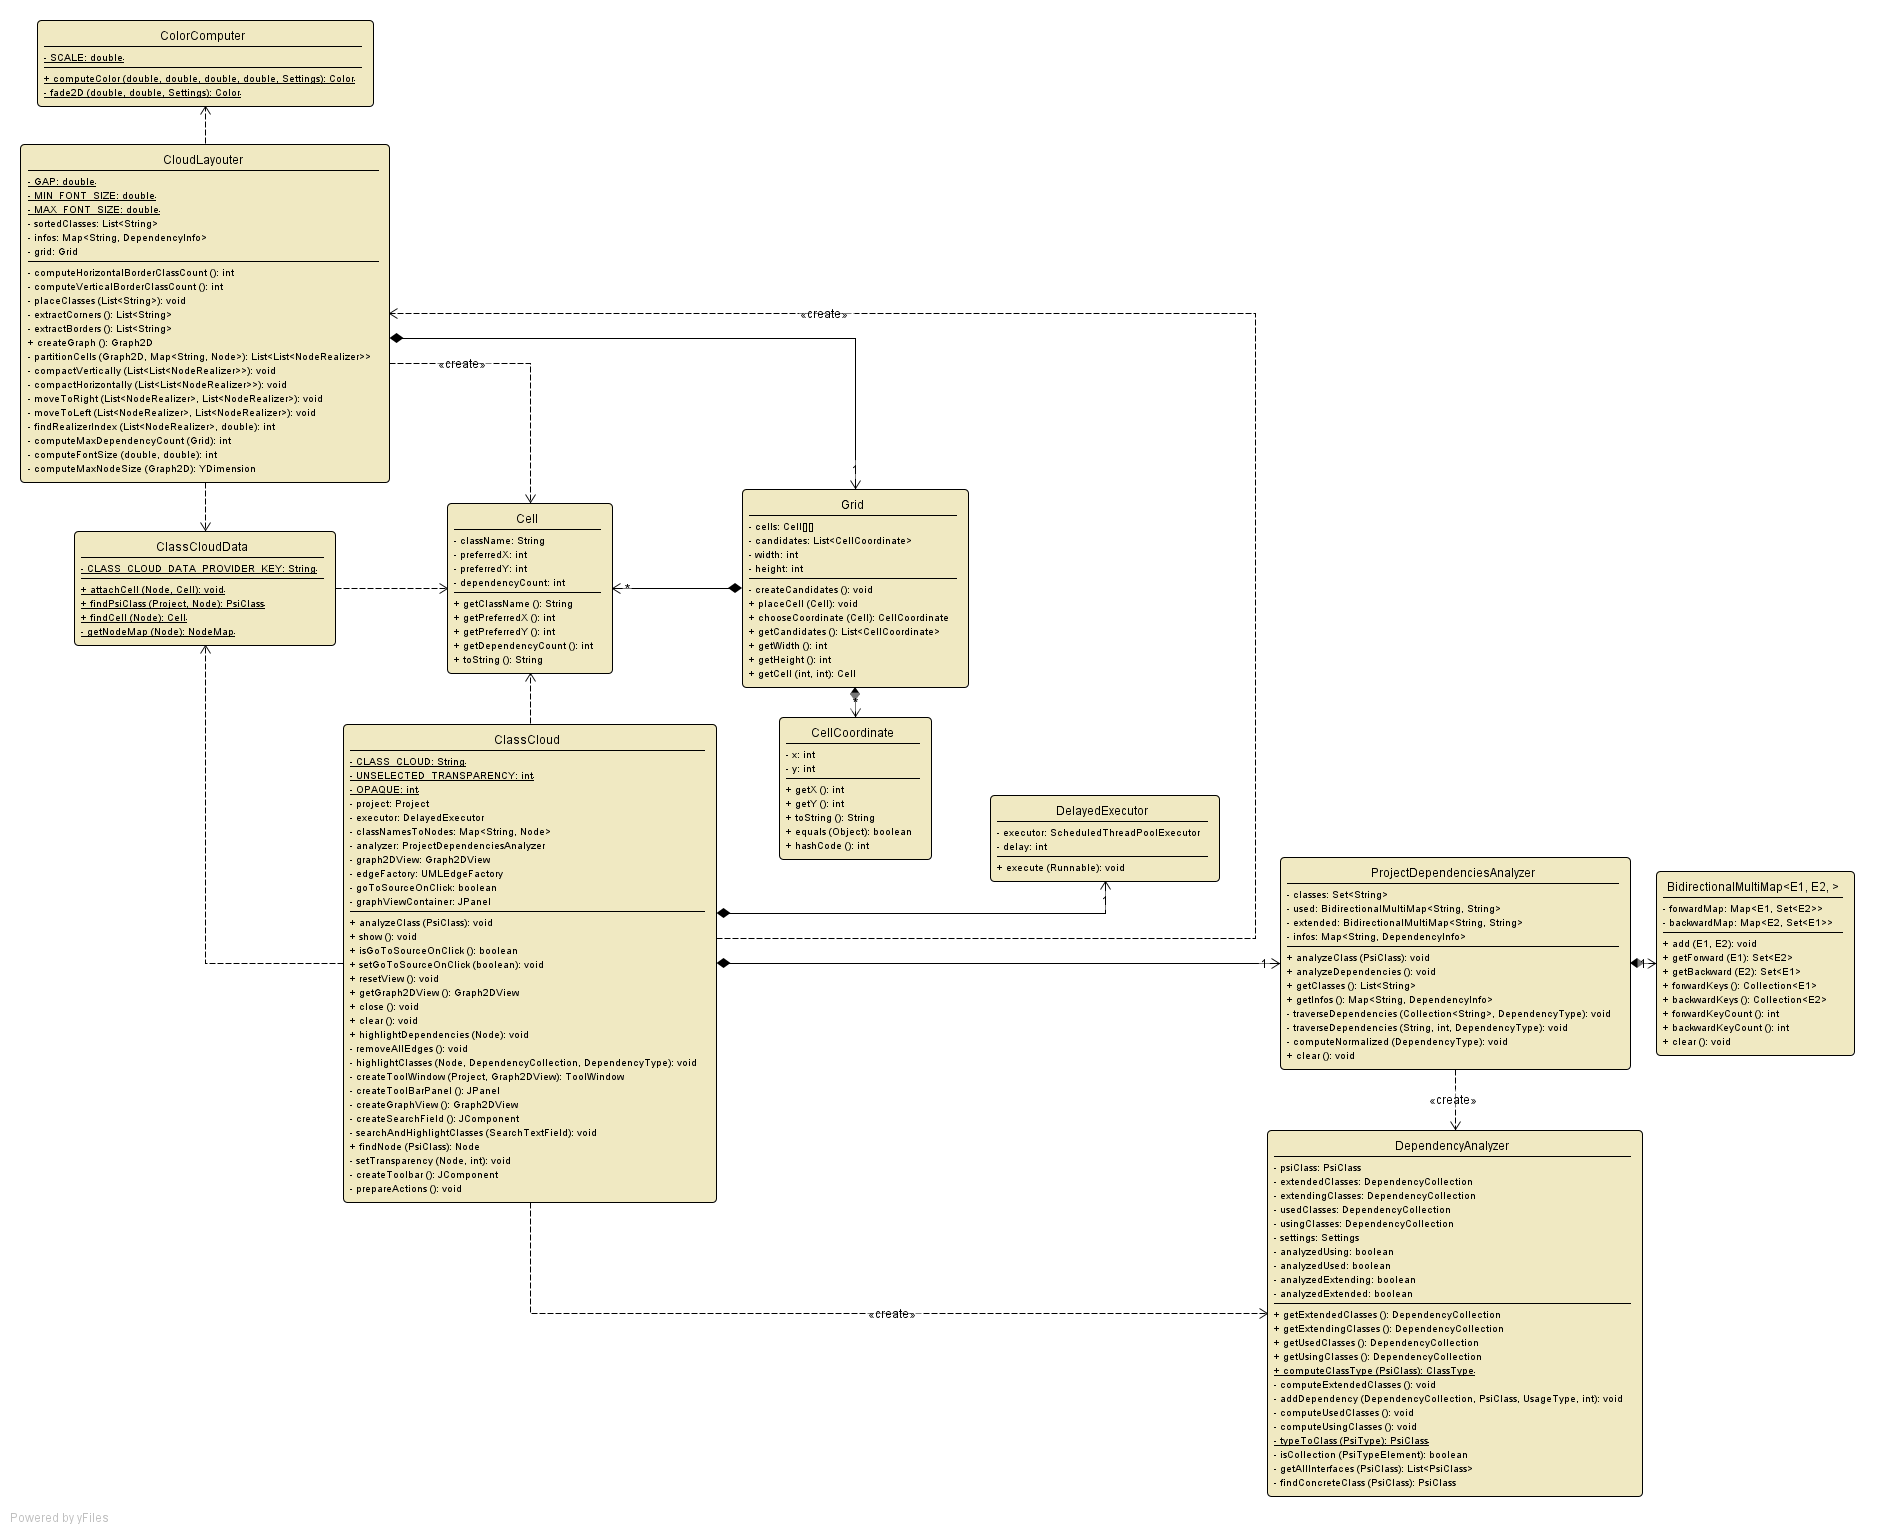 ColorComputer
- SCALE: double
+ computeColor (double, double, double, double, Settings): Color
- fade2D (double, double, Settings): Color
CloudLayouter
- GAP: double
- MIN_FONT_SIZE: double
- MAX_FONT_SIZE: double
- sortedClasses: List<String>
- infos: Map<String, DependencyInfo>
- grid: Grid
- computeHorizontalBorderClassCount (): int
- computeVerticalBorderClassCount (): int
- placeClasses (List<String>): void
- extractCorners (): List<String>
- extractBorders (): List<String>
+ createGraph (): Graph2D
- partitionCells (Graph2D, Map<String, Node>): List<List<NodeRealizer>>
- compactVertically (List<List<NodeRealizer>>): void
- compactHorizontally (List<List<NodeRealizer>>): void
- moveToRight (List<NodeRealizer>, List<NodeRealizer>): void
- moveToLeft (List<NodeRealizer>, List<NodeRealizer>): void
- findRealizerIndex (List<NodeRealizer>, double): int
- computeMaxDependencyCount (Grid): int
- computeFontSize (double, double): int
- computeMaxNodeSize (Graph2D): YDimension
«create»
«create»
1
ClassCloudData
- CLASS_CLOUD_DATA_PROVIDER_KEY: String
+ attachCell (Node, Cell): void
+ findPsiClass (Project, Node): PsiClass
+ findCell (Node): Cell
- getNodeMap (Node): NodeMap
Cell
- className: String
- preferredX: int
- preferredY: int
- dependencyCount: int
+ getClassName (): String
+ getPreferredX (): int
+ getPreferredY (): int
+ getDependencyCount (): int
+ toString (): String
*
Grid
- cells: Cell[][]
- candidates: List<CellCoordinate>
- width: int
- height: int
- createCandidates (): void
+ placeCell (Cell): void
+ chooseCoordinate (Cell): CellCoordinate
+ getCandidates (): List<CellCoordinate>
+ getWidth (): int
+ getHeight (): int
+ getCell (int, int): Cell
*
CellCoordinate
- x: int
- y: int
+ getX (): int
+ getY (): int
+ toString (): String
+ equals (Object): boolean
+ hashCode (): int
ClassCloud
- CLASS_CLOUD: String
- UNSELECTED_TRANSPARENCY: int
- OPAQUE: int
- project: Project
- executor: DelayedExecutor
- classNamesToNodes: Map<String, Node>
- analyzer: ProjectDependenciesAnalyzer
- graph2DView: Graph2DView
- edgeFactory: UMLEdgeFactory
- goToSourceOnClick: boolean
- graphViewContainer: JPanel
+ analyzeClass (PsiClass): void
+ show (): void
+ isGoToSourceOnClick (): boolean
+ setGoToSourceOnClick (boolean): void
+ resetView (): void
+ getGraph2DView (): Graph2DView
+ close (): void
+ clear (): void
+ highlightDependencies (Node): void
- removeAllEdges (): void
- highlightClasses (Node, DependencyCollection, DependencyType): void
- createToolWindow (Project, Graph2DView): ToolWindow
- createToolBarPanel (): JPanel
- createGraphView (): Graph2DView
- createSearchField (): JComponent
- searchAndHighlightClasses (SearchTextField): void
+ findNode (PsiClass): Node
- setTransparency (Node, int): void
- createToolbar (): JComponent
- prepareActions (): void
DelayedExecutor
- executor: ScheduledThreadPoolExecutor
- delay: int
+ execute (Runnable): void
1
1
ProjectDependenciesAnalyzer
- classes: Set<String>
- used: BidirectionalMultiMap<String, String>
- extended: BidirectionalMultiMap<String, String>
- infos: Map<String, DependencyInfo>
+ analyzeClass (PsiClass): void
+ analyzeDependencies (): void
+ getClasses (): List<String>
+ getInfos (): Map<String, DependencyInfo>
- traverseDependencies (Collection<String>, DependencyType): void
- traverseDependencies (String, int, DependencyType): void
- computeNormalized (DependencyType): void
+ clear (): void
1
BidirectionalMultiMap<E1, E2, >
- forwardMap: Map<E1, Set<E2>>
- backwardMap: Map<E2, Set<E1>>
+ add (E1, E2): void
+ getForward (E1): Set<E2>
+ getBackward (E2): Set<E1>
+ forwardKeys (): Collection<E1>
+ backwardKeys (): Collection<E2>
+ forwardKeyCount (): int
+ backwardKeyCount (): int
+ clear (): void
«create»
DependencyAnalyzer
- psiClass: PsiClass
- extendedClasses: DependencyCollection
- extendingClasses: DependencyCollection
- usedClasses: DependencyCollection
- usingClasses: DependencyCollection
- settings: Settings
- analyzedUsing: boolean
- analyzedUsed: boolean
- analyzedExtending: boolean
- analyzedExtended: boolean
+ getExtendedClasses (): DependencyCollection
+ getExtendingClasses (): DependencyCollection
+ getUsedClasses (): DependencyCollection
+ getUsingClasses (): DependencyCollection
+ computeClassType (PsiClass): ClassType
- computeExtendedClasses (): void
- addDependency (DependencyCollection, PsiClass, UsageType, int): void
- computeUsedClasses (): void
- computeUsingClasses (): void
- typeToClass (PsiType): PsiClass
- isCollection (PsiTypeElement): boolean
- getAllInterfaces (PsiClass): List<PsiClass>
- findConcreteClass (PsiClass): PsiClass
«create»
Powered by yFiles